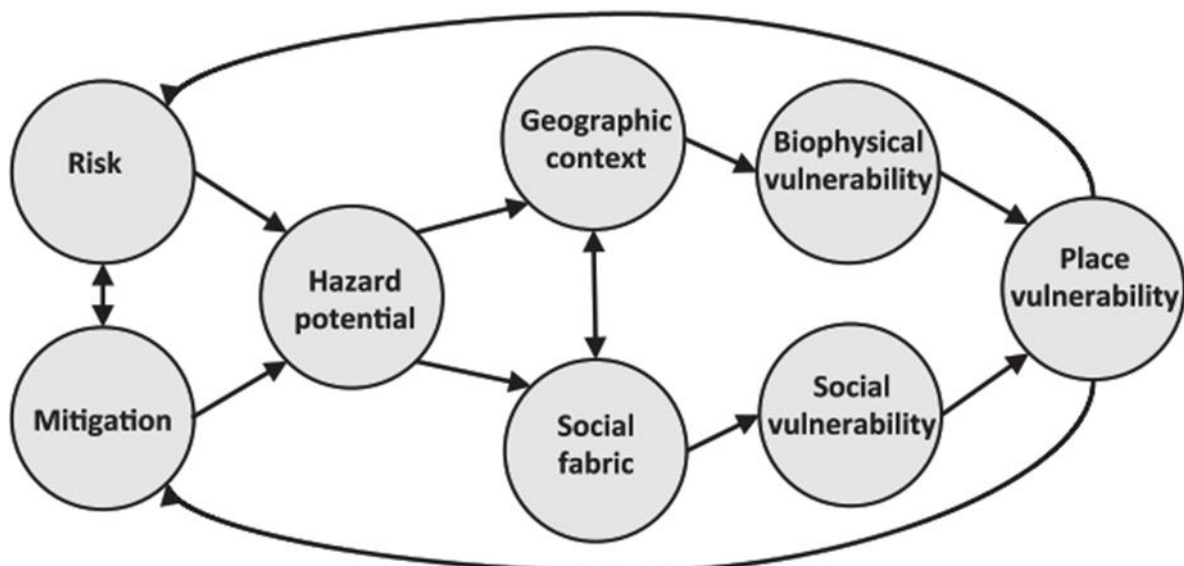 Risk
Mitigation
Hazard
potential
Geographic
context
Social
fabric
Biophysical
vulnerability
Social
vulnerability
Place
vulnerability